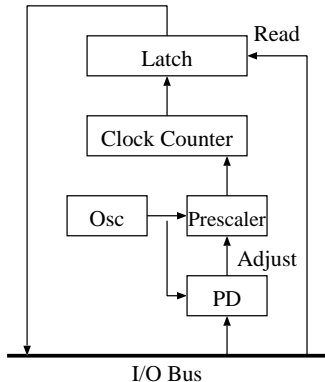 Read
Latch
Clock Counter
Osc
Prescaler
Adjust
PD
I/O Bus